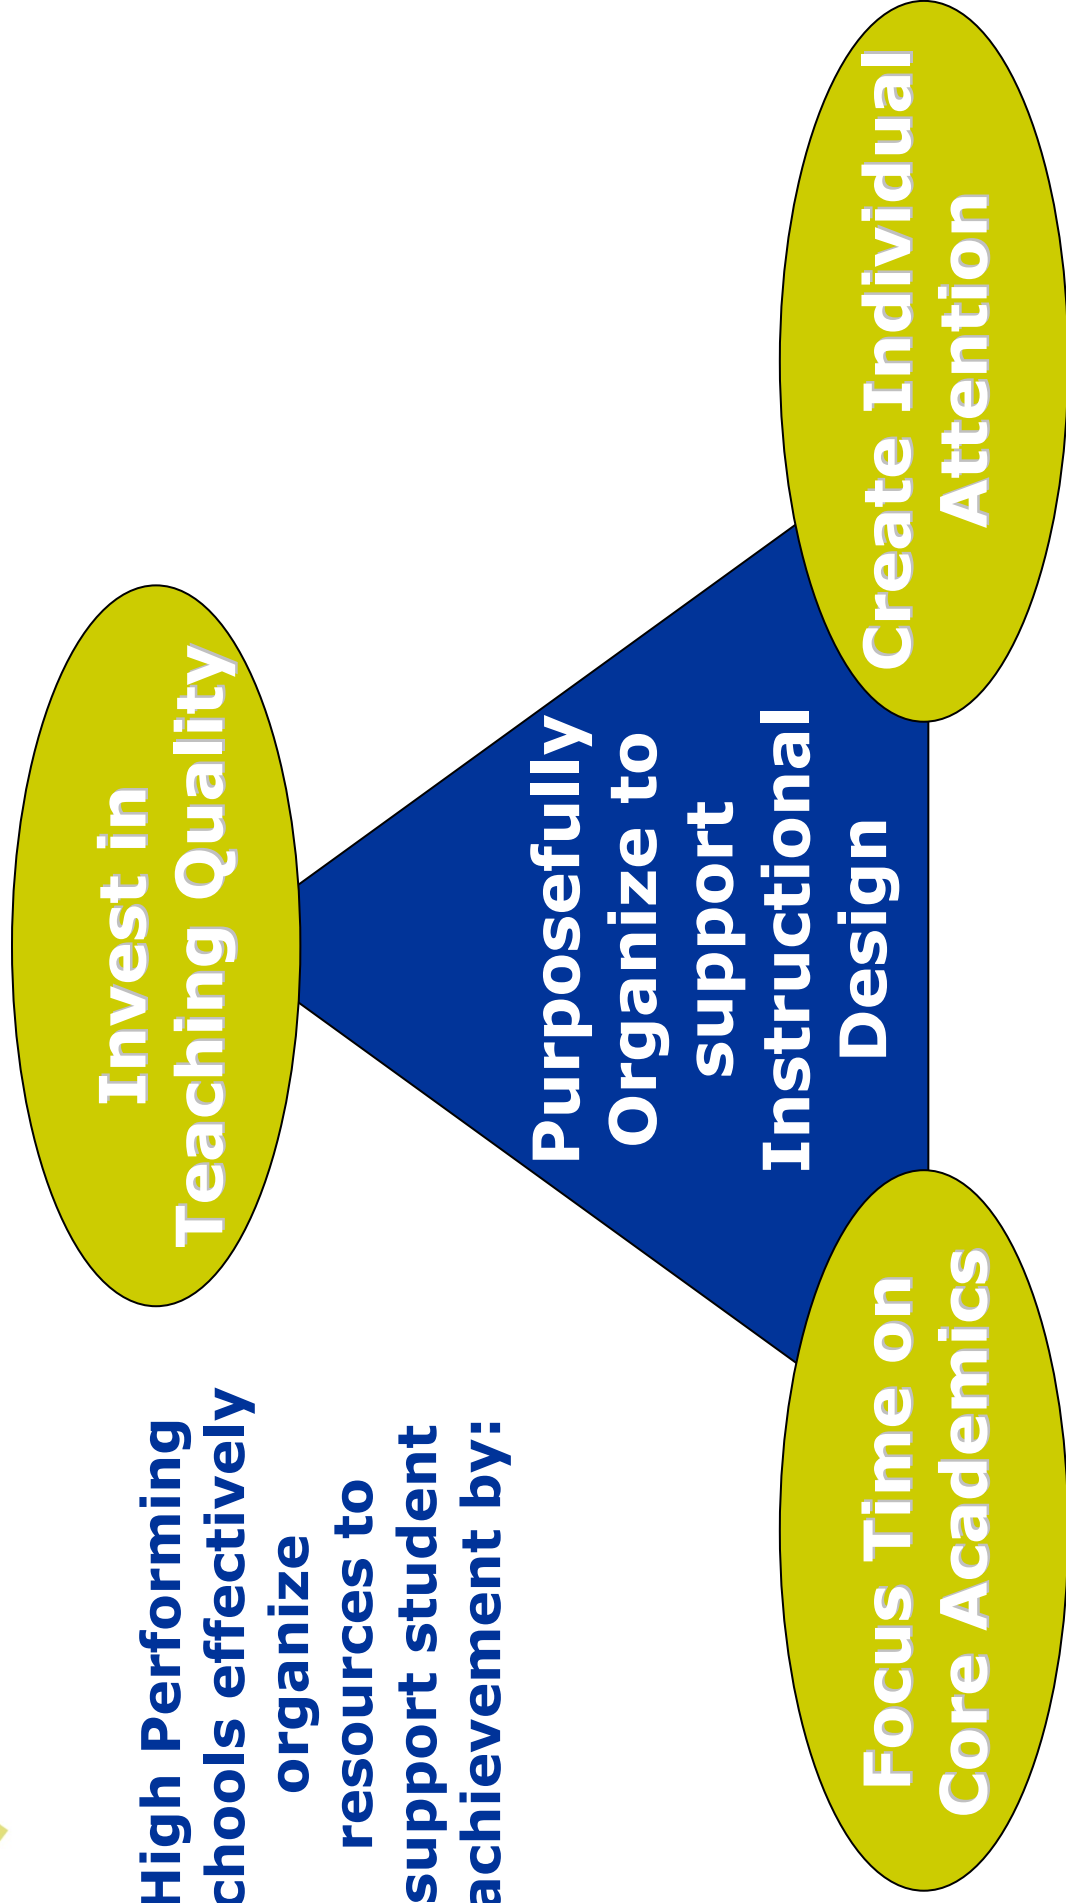 High Performing
chools effectively
organize
resources to
support student
achievement by:
Invest in
Teaching Quality
Purposefully
Organize to
support
Instructional
Design
Focus Time on
Core Academics
Create Individual
Attention